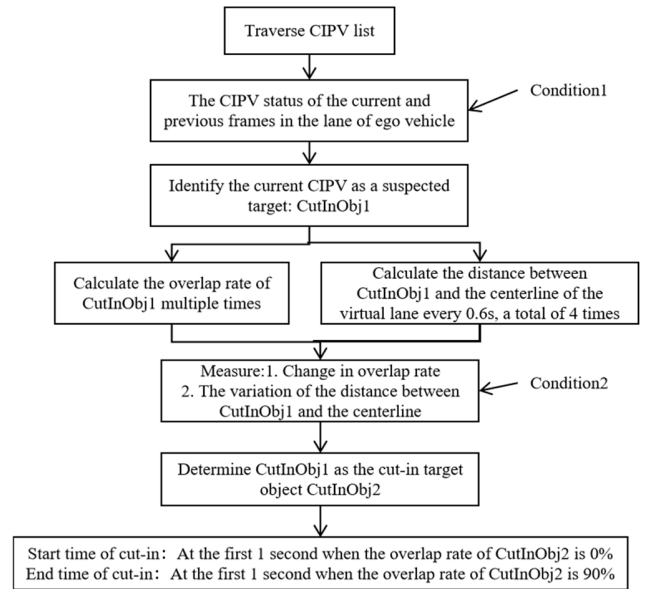 Traverse CIPV list
The CIPV status of the current and
previous frames in the lane of ego vehicle
Condition1
Identify the current CIPV as a suspected
target: CutInObj1
Calculate the overlap rate of
CutInObj1 multiple times
Calculate the distance between
CutInObj1 and the centerline of the
virtual lane every 0.6s, a total of 4 times
Measure:1. Change in overlap rate
2. The variation of the distance between
CutInObj1 and the centerline
Condition2
Determine CutInObj1 as the cut-in target
object CutInObj2
Start time of cut-in: At the first 1 second when the overlap rate of CutInObj2 is 0%
End time of cut-in: At the first 1 second when the overlap rate of CutInObj2 is 90%